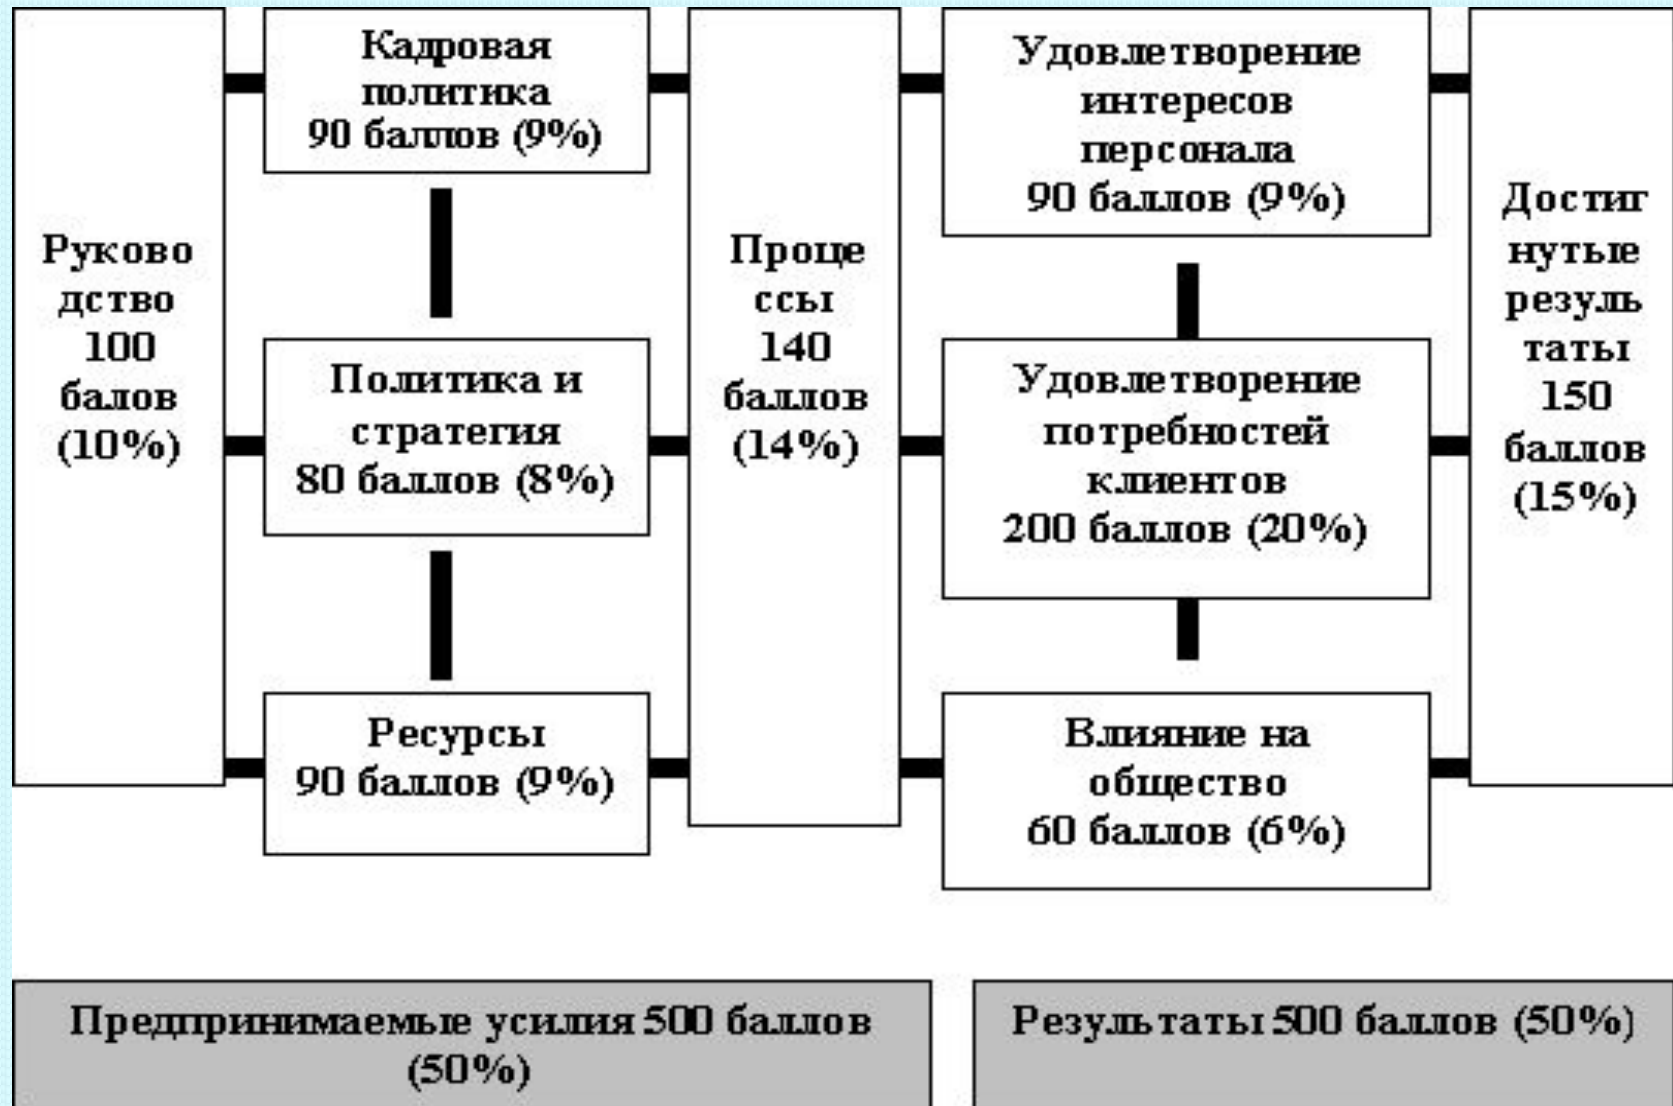 Руково
дство
100
балов
(10%)
Кадровая
политика
90 баллов (9%)
Политика и
стратегия
80 баллов (8%)
Ресурсы
90 баллов (9%)
Проце
ссы
140
баллов
(14%)
Удовлетворение
интересов
персонала
90 баллов (9%)
Удовлетворение
потребностей
клиентов
200 баллов (20%)
Влияние на
общество
60 баллов (6%)
Достиг
нутые
резуль
таты
150
баллов
(15%)
Предпринимаемые усилия 500 баллов
(50%)
Результаты 500 баллов (50%)